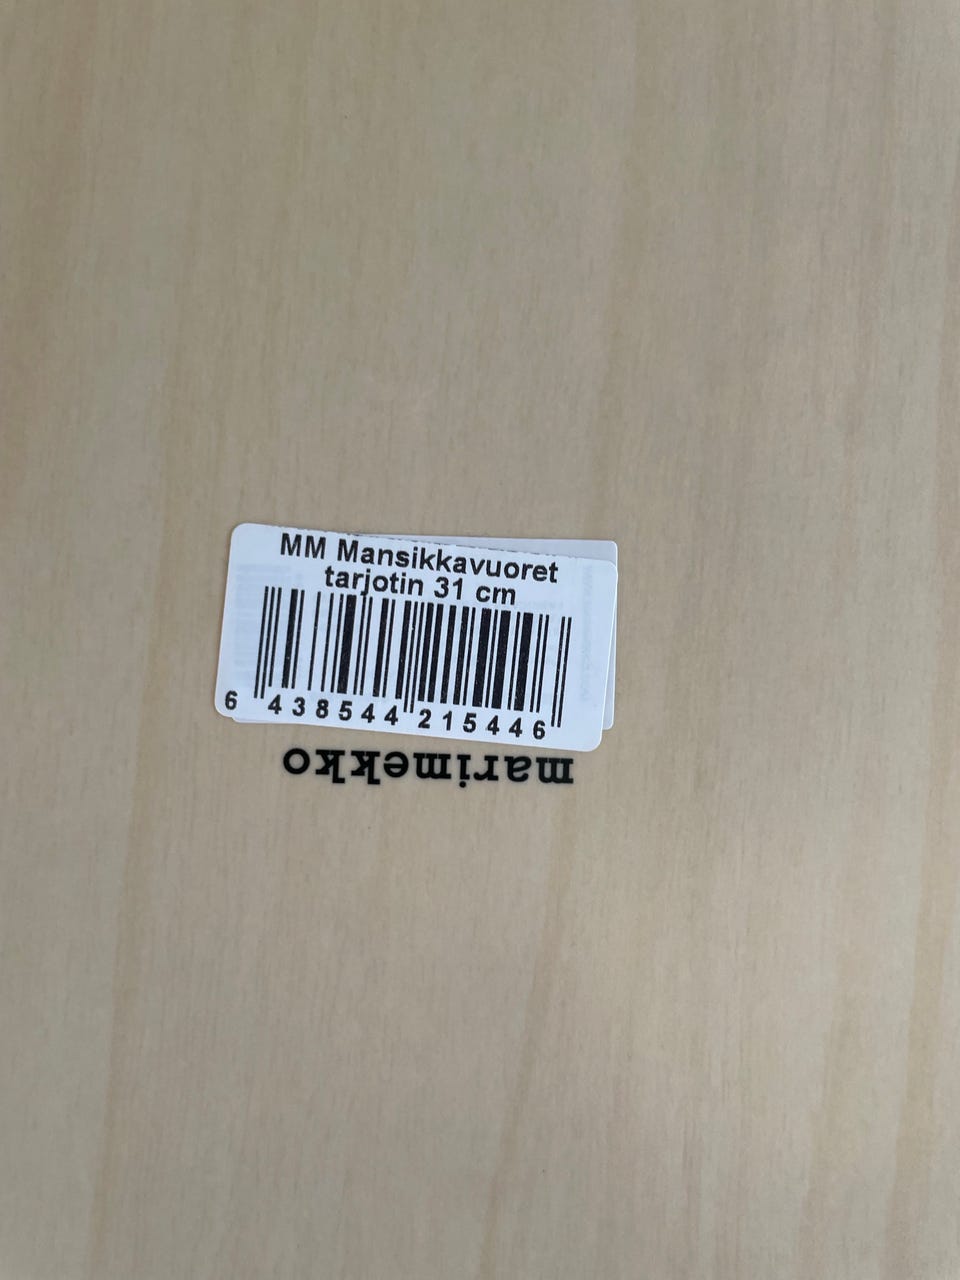 MM Mansikkavuoret
tarjotin 31 cm
6 438544 215446
marimekko